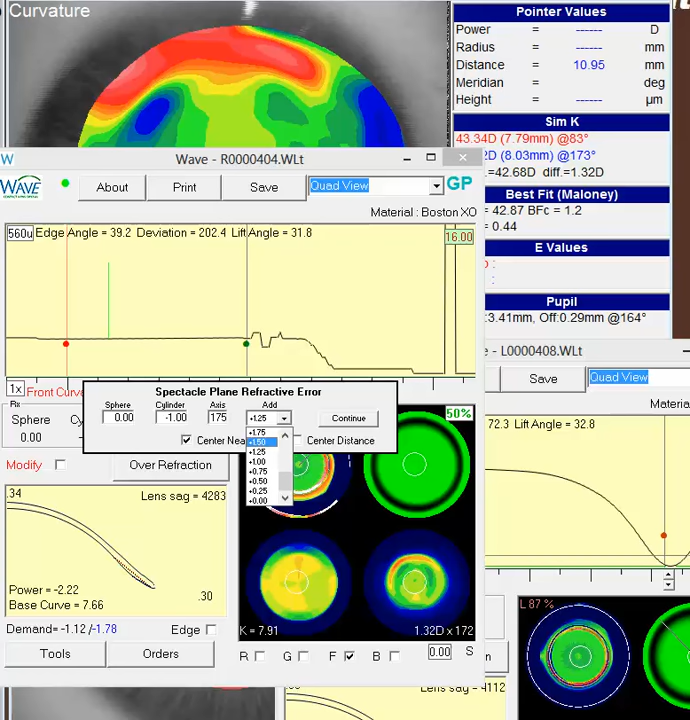 Curvature
Pointer Values
Power = ------ D
Radius = ------ mm
Distance = 10.95 mm
Meridian = ------ deg
Height = ------ µm
Sim K
43.34D (7.79mm) @83°
2D (8.03mm) @173°
.=42.68D diff.=1.32D
Best Fit (Maloney)
= 42.87 BFc = 1.2
= 0.44
E Values
:
:
Pupil
:3.41mm, Off:0.29mm @164°
W
Wave - R0000404.WLt
WAVE
About
Print
Save
Quad View
GP
Material : Boston XO
560u
Edge Angle = 39.2 Deviation = 202.4 Lift Angle = 31.8
16.00
1x
Front Curv
Rx
Sphere
Cy
0.00
Spectacle Plane Refractive Error
Sphere
Cylinder
Axis
Add
0.00
-1.00
175
+1.25
Continue
Center Nea
Center Distance
+1.75
+1.50
+1.25
+1.00
+0.75
+0.50
+0.25
+0.00
50%
Modify
Over Refraction
.34
Lens sag = 4283
Power = -2.22
Base Curve = 7.66
.30
K = 7.91
1.32D x 172
Demand= -1.12 /-1.78
Edge
Tools
Orders
R
G
F
B
0.00
S
e - L0000408.WLt
Save
Quad View
Materia
72.3 Lift Angle = 32.8
L 87 %
n
Lens sag = 4112